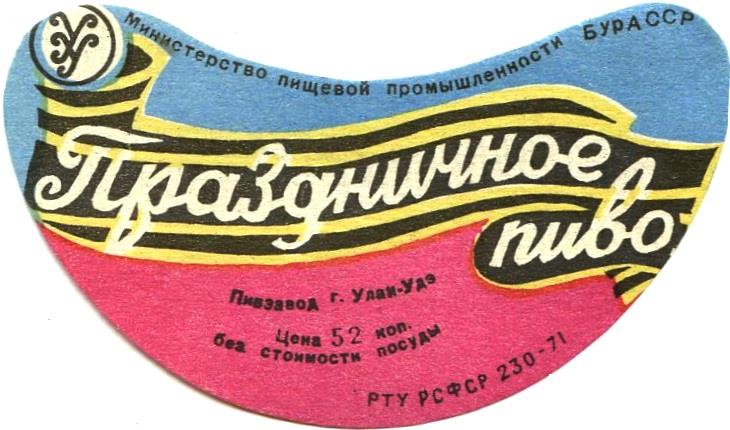 Министерство пищевой промышленности БурАССР
Праздничное
пиво
Пивзавод г. Улан-Удэ
Цена 52 коп.
без стоимости посуды
РТУ РСФСР 230-71